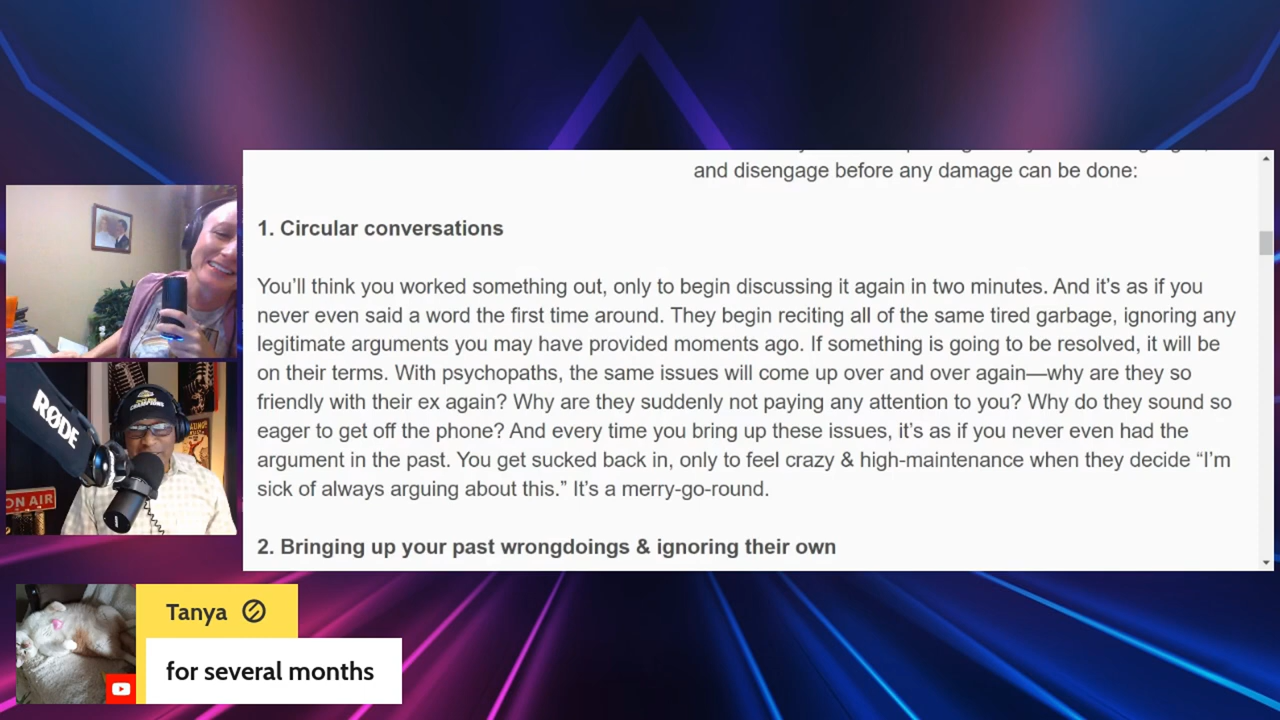 and disengage before any damage can be done:
1. Circular conversations
You’ll think you worked something out, only to begin discussing it again in two minutes. And it’s as if you
never even said a word the first time around. They begin reciting all of the same tired garbage, ignoring any
legitimate arguments you may have provided moments ago. If something is going to be resolved, it will be
on their terms. With psychopaths, the same issues will come up over and over again—why are they so
friendly with their ex again? Why are they suddenly not paying any attention to you? Why do they sound so
eager to get off the phone? And every time you bring up these issues, it’s as if you never even had the
argument in the past. You get sucked back in, only to feel crazy & high-maintenance when they decide “I’m
sick of always arguing about this.” It’s a merry-go-round.
2. Bringing up your past wrongdoings & ignoring their own
RØDE
ON AIR
Tanya
for several months